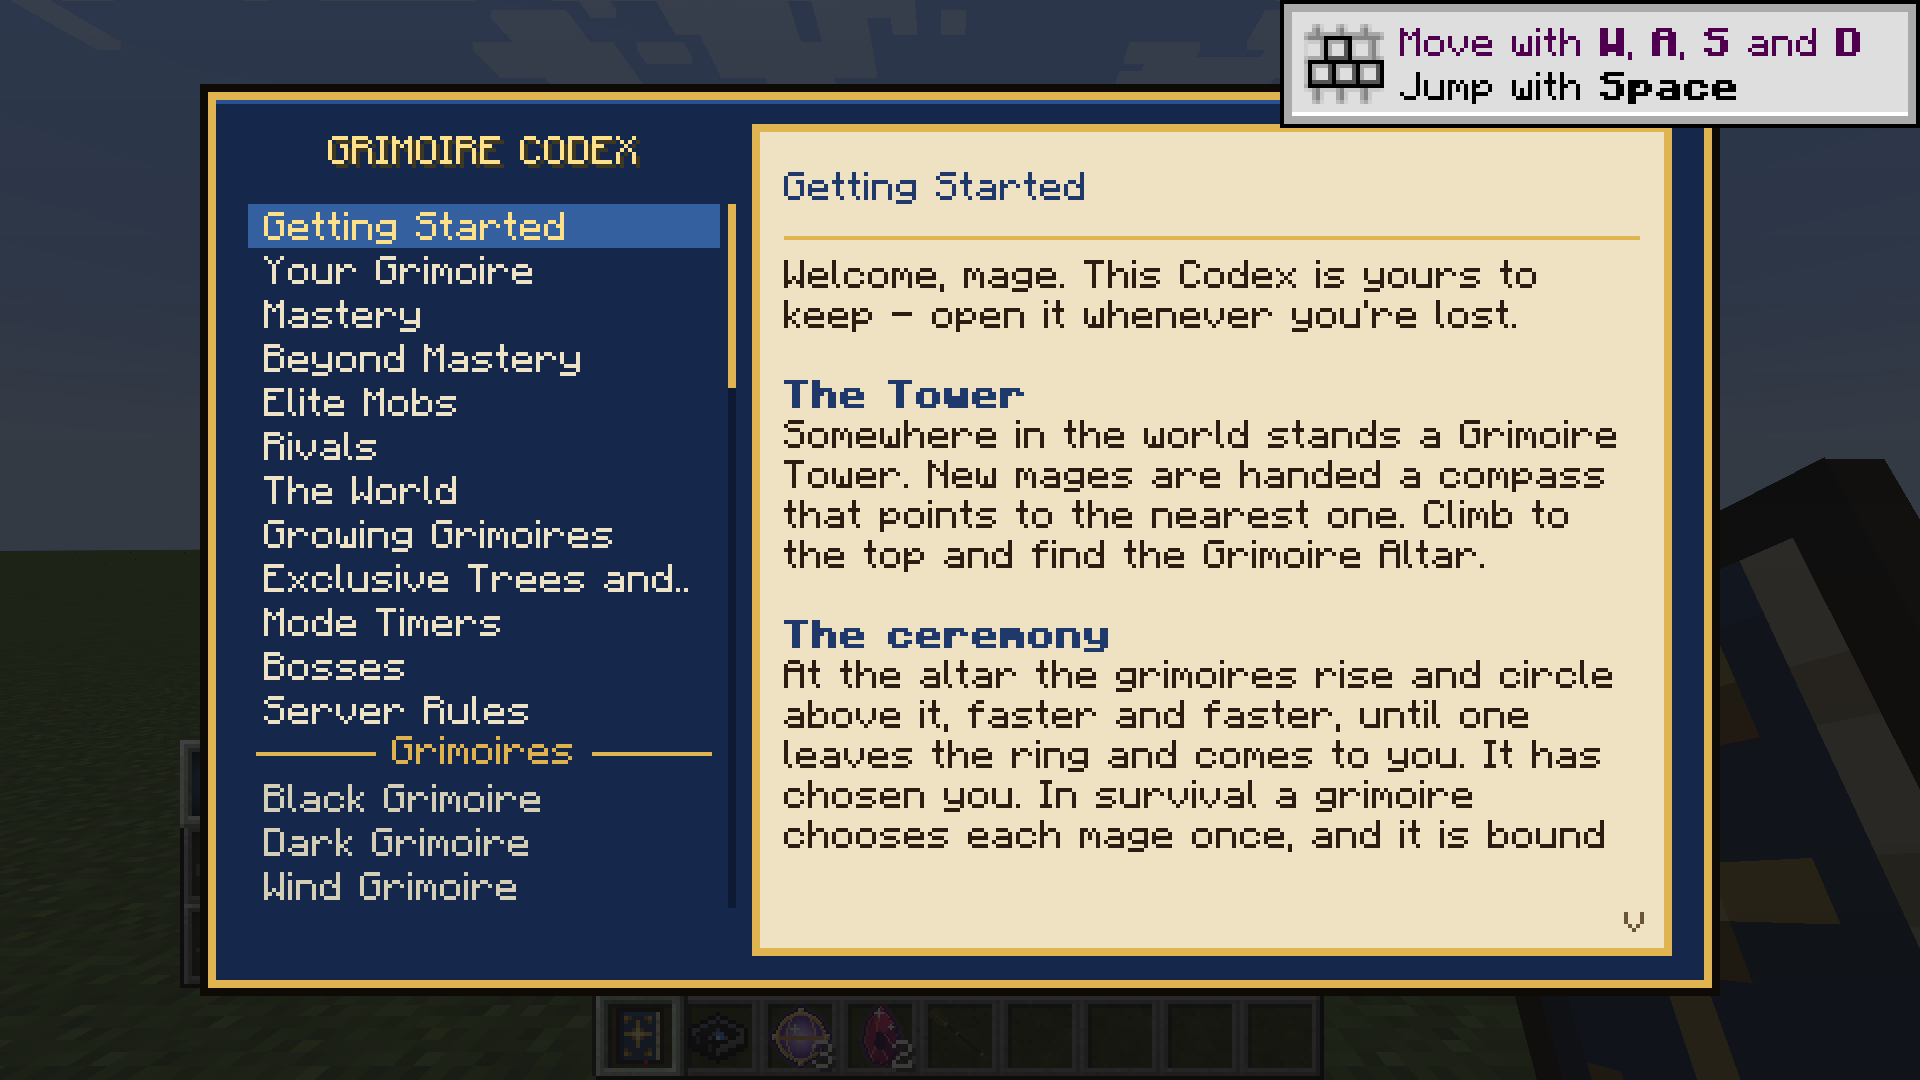 Move with W, A, S and D
Jump with Space
GRIMOIRE CODEX
Getting Started
Your Grimoire
Mastery
Beyond Mastery
Elite Mobs
Rivals
The World
Growing Grimoires
Exclusive Trees and..
Mode Timers
Bosses
Server Rules
Grimoires
Black Grimoire
Dark Grimoire
Wind Grimoire
Getting Started
Welcome, mage. This Codex is yours to
keep - open it whenever you're lost.
The Tower
Somewhere in the world stands a Grimoire
Tower. New mages are handed a compass
that points to the nearest one. Climb to
the top and find the Grimoire Altar.
The ceremony
At the altar the grimoires rise and circle
above it, faster and faster, until one
leaves the ring and comes to you. It has
chosen you. In survival a grimoire
chooses each mage once, and it is bound
v
3
2